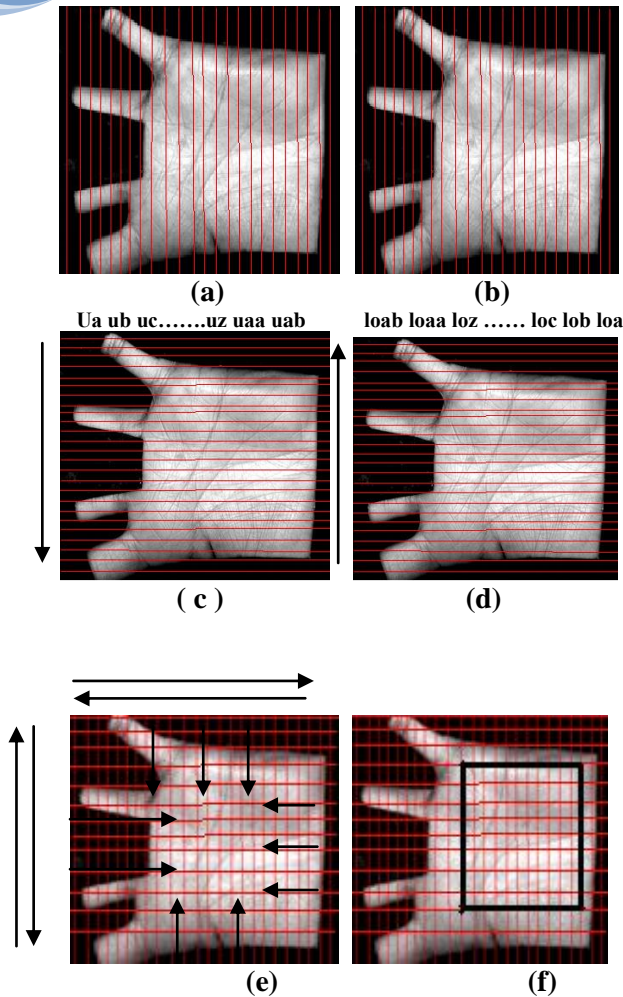 (a) (b)
Ua ub uc…….uz uaa uab loab loaa loz …… loc lob loa
( c ) (d)
(e) (f)